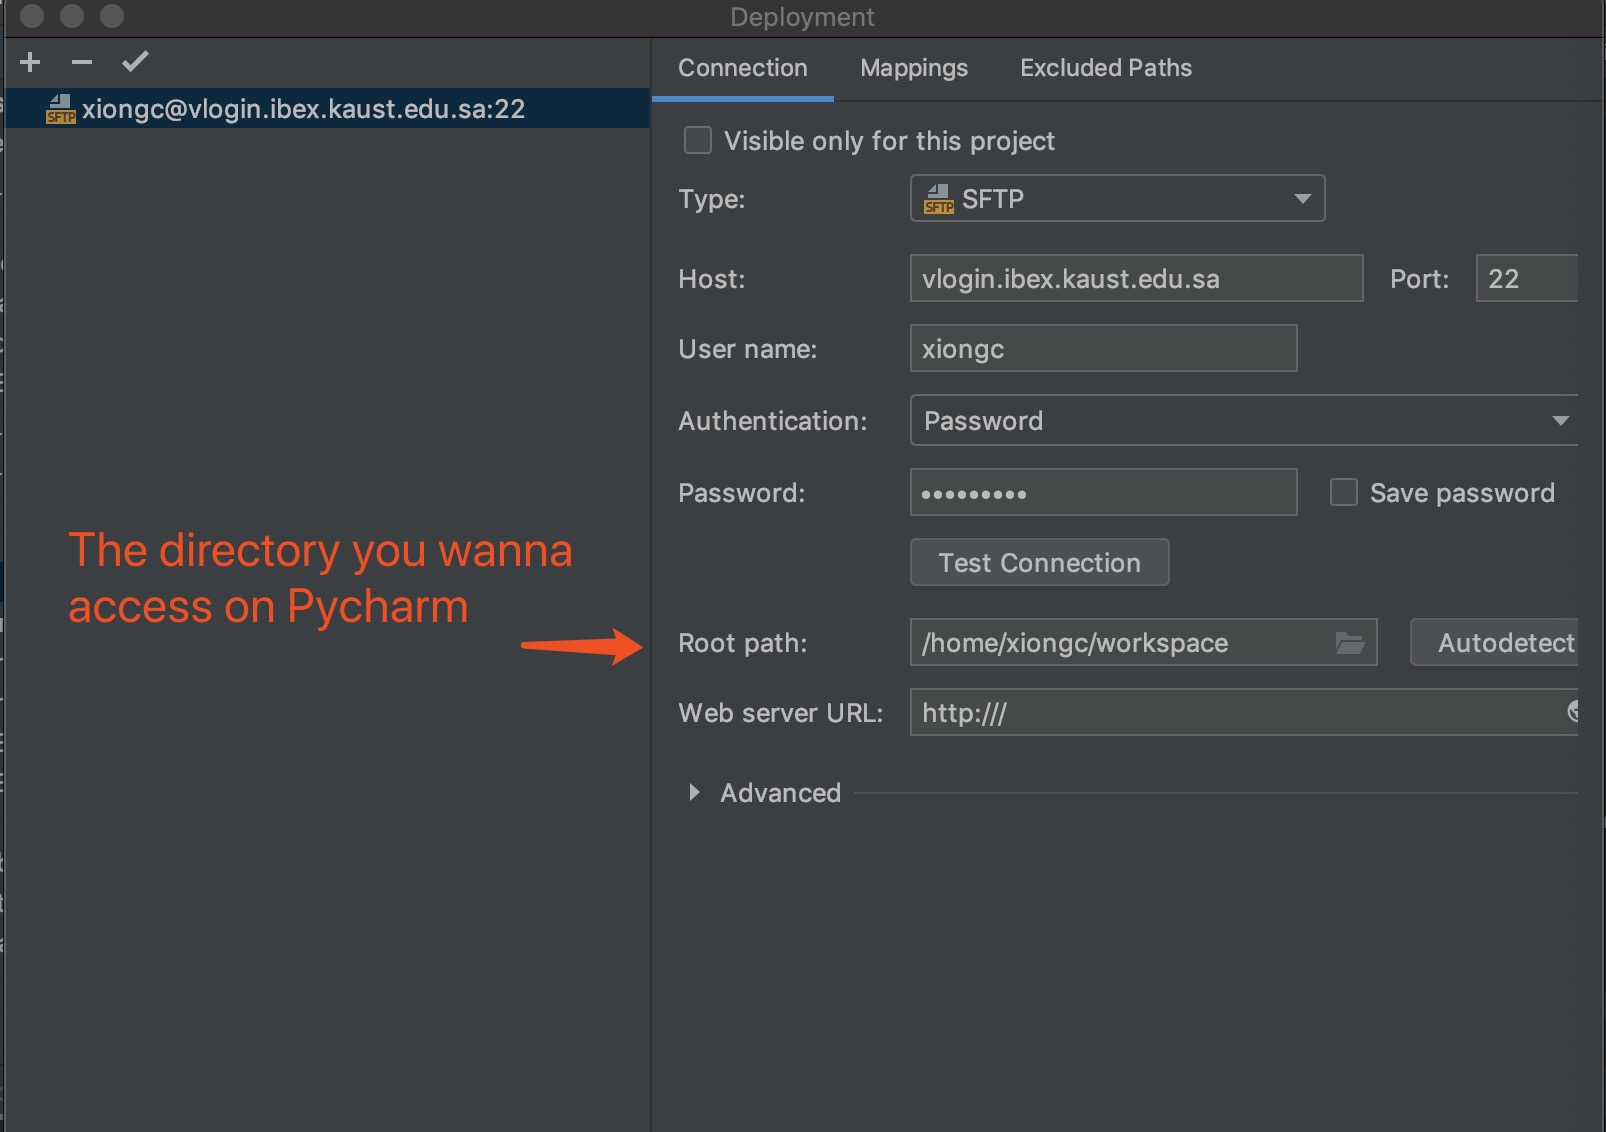 Deployment
Connection Mappings Excluded Paths
SFTP xiongc@vlogin.ibex.kaust.edu.sa:22
Visible only for this project
Type: SFTP SFTP
Host: vlogin.ibex.kaust.edu.sa Port: 22
User name: xiongc
Authentication: Password
Password: ••••••••• Save password
Test Connection
The directory you wanna
access on Pycharm
Root path: /home/xiongc/workspace Autodetect
Web server URL: http:///
Advanced